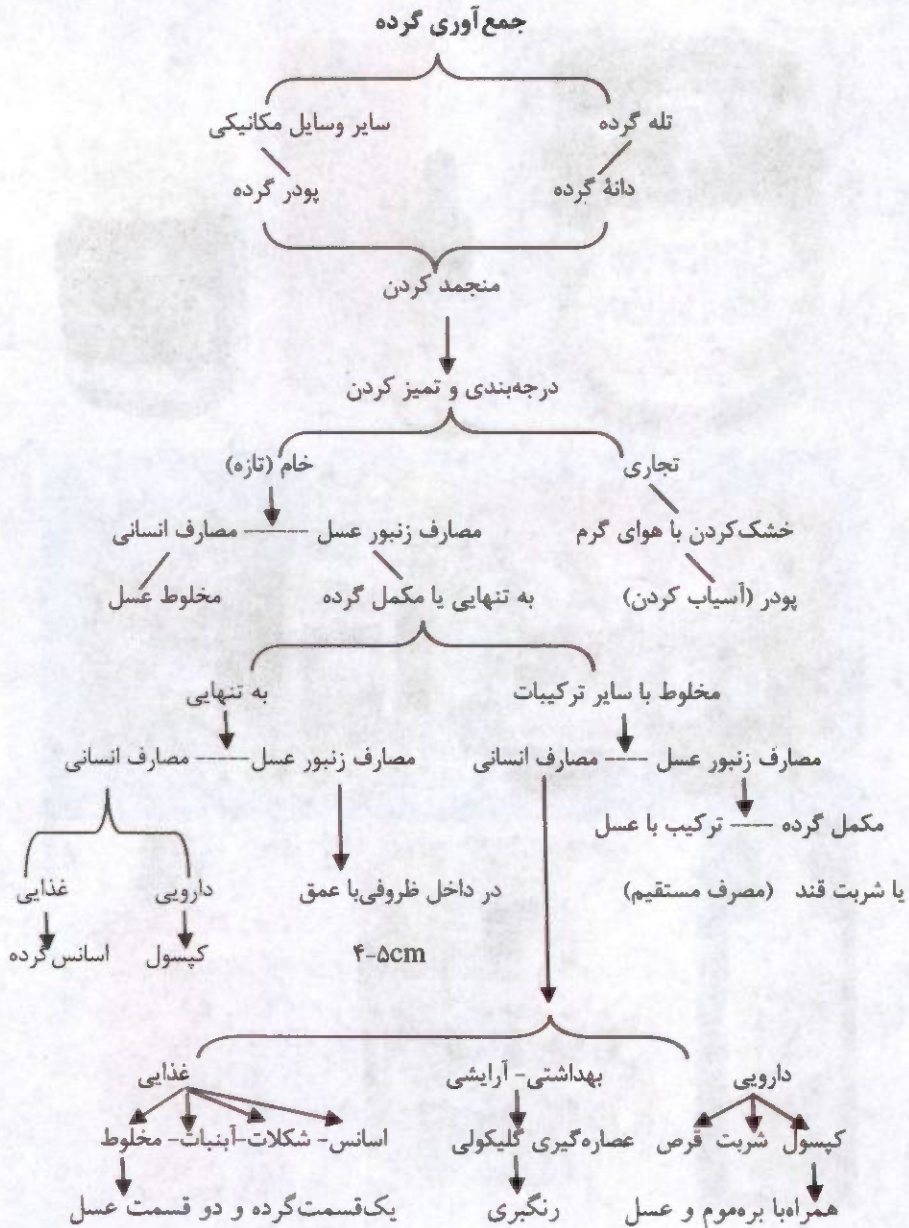 جمع‌آوری گرده
تله گرده سایر وسایل مکانیکی
دانهٔ گرده پودر گرده
منجمد کردن
درجه‌بندی و تمیز کردن
تجاری خام (تازه)
خشک‌کردن با هوای گرم مصارف زنبور عسل ---- مصارف انسانی
پودر (آسیاب کردن) به تنهایی یا مکمل گرده مخلوط عسل
مخلوط با سایر ترکیبات به تنهایی
مصارف زنبور عسل ---- مصارف انسانی مصارف زنبور عسل ---- مصارف انسانی
مکمل گرده ---- ترکیب با عسل
یا شربت قند (مصرف مستقیم) در داخل ظروفی با عمق دارویی غذایی
۴-۵cm کپسول اسانس گرده
دارویی بهداشتی- آرایشی غذایی
کپسول شربت قرص عصاره‌گیری گلیکولی اسانس- شکلات-آبنبات- مخلوط
همراه با بره‌موم و عسل رنگبری یک‌قسمت گرده و دو قسمت عسل